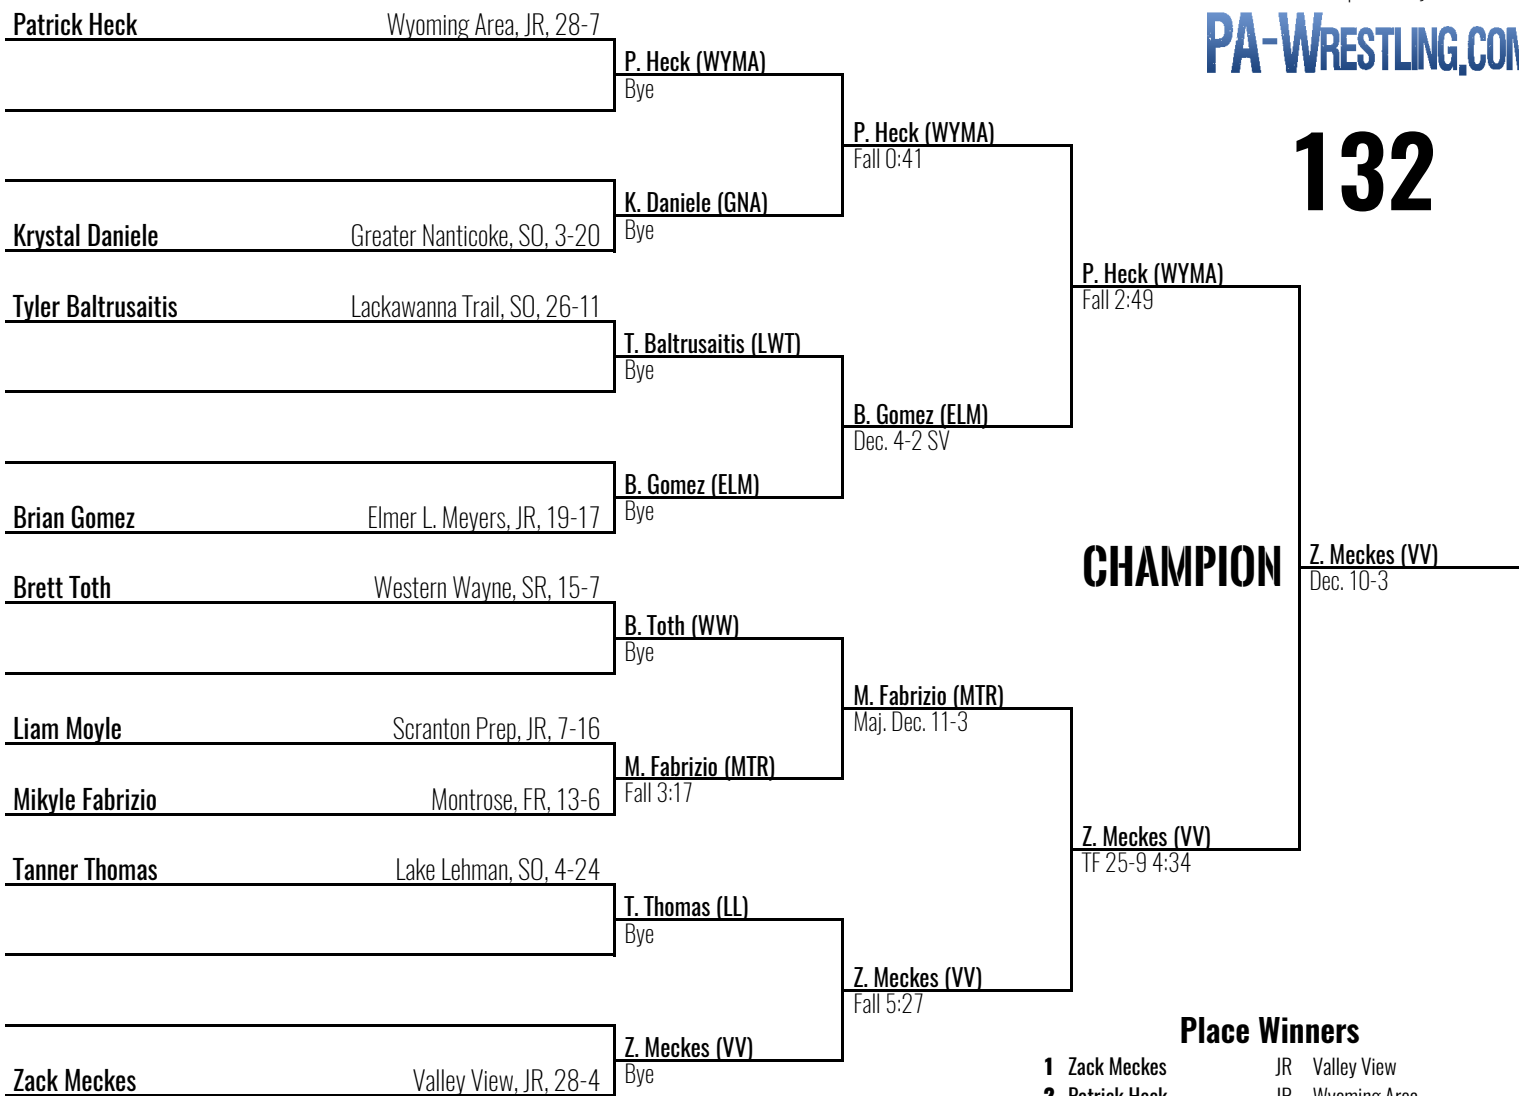 PA-WRESTLING.COM
132
Patrick Heck Wyoming Area, JR, 28-7
P. Heck (WYMA)
Bye
P. Heck (WYMA)
Fall 0:41
K. Daniele (GNA)
Bye
Krystal Daniele Greater Nanticoke, SO, 3-20
P. Heck (WYMA)
Fall 2:49
Tyler Baltrusaitis Lackawanna Trail, SO, 26-11
T. Baltrusaitis (LWT)
Bye
B. Gomez (ELM)
Dec. 4-2 SV
B. Gomez (ELM)
Bye
Brian Gomez Elmer L. Meyers, JR, 19-17
CHAMPION
Z. Meckes (VV)
Dec. 10-3
Brett Toth Western Wayne, SR, 15-7
B. Toth (WW)
Bye
M. Fabrizio (MTR)
Maj. Dec. 11-3
Liam Moyle Scranton Prep, JR, 7-16
M. Fabrizio (MTR)
Fall 3:17
Mikyle Fabrizio Montrose, FR, 13-6
Z. Meckes (VV)
TF 25-9 4:34
Tanner Thomas Lake Lehman, SO, 4-24
T. Thomas (LL)
Bye
Z. Meckes (VV)
Fall 5:27
Z. Meckes (VV)
Bye
Zack Meckes Valley View, JR, 28-4
Place Winners
1 Zack Meckes JR Valley View
2 Patrick Heck JR Wyoming Area